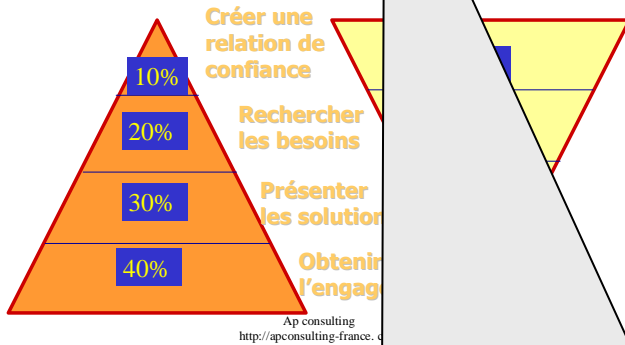 Créer une
relation de
confiance
10%
Rechercher
les besoins
20%
Présenter
les solution
30%
Obtenir
l'engag
40%
Ap consulting
http://apconsulting-france.